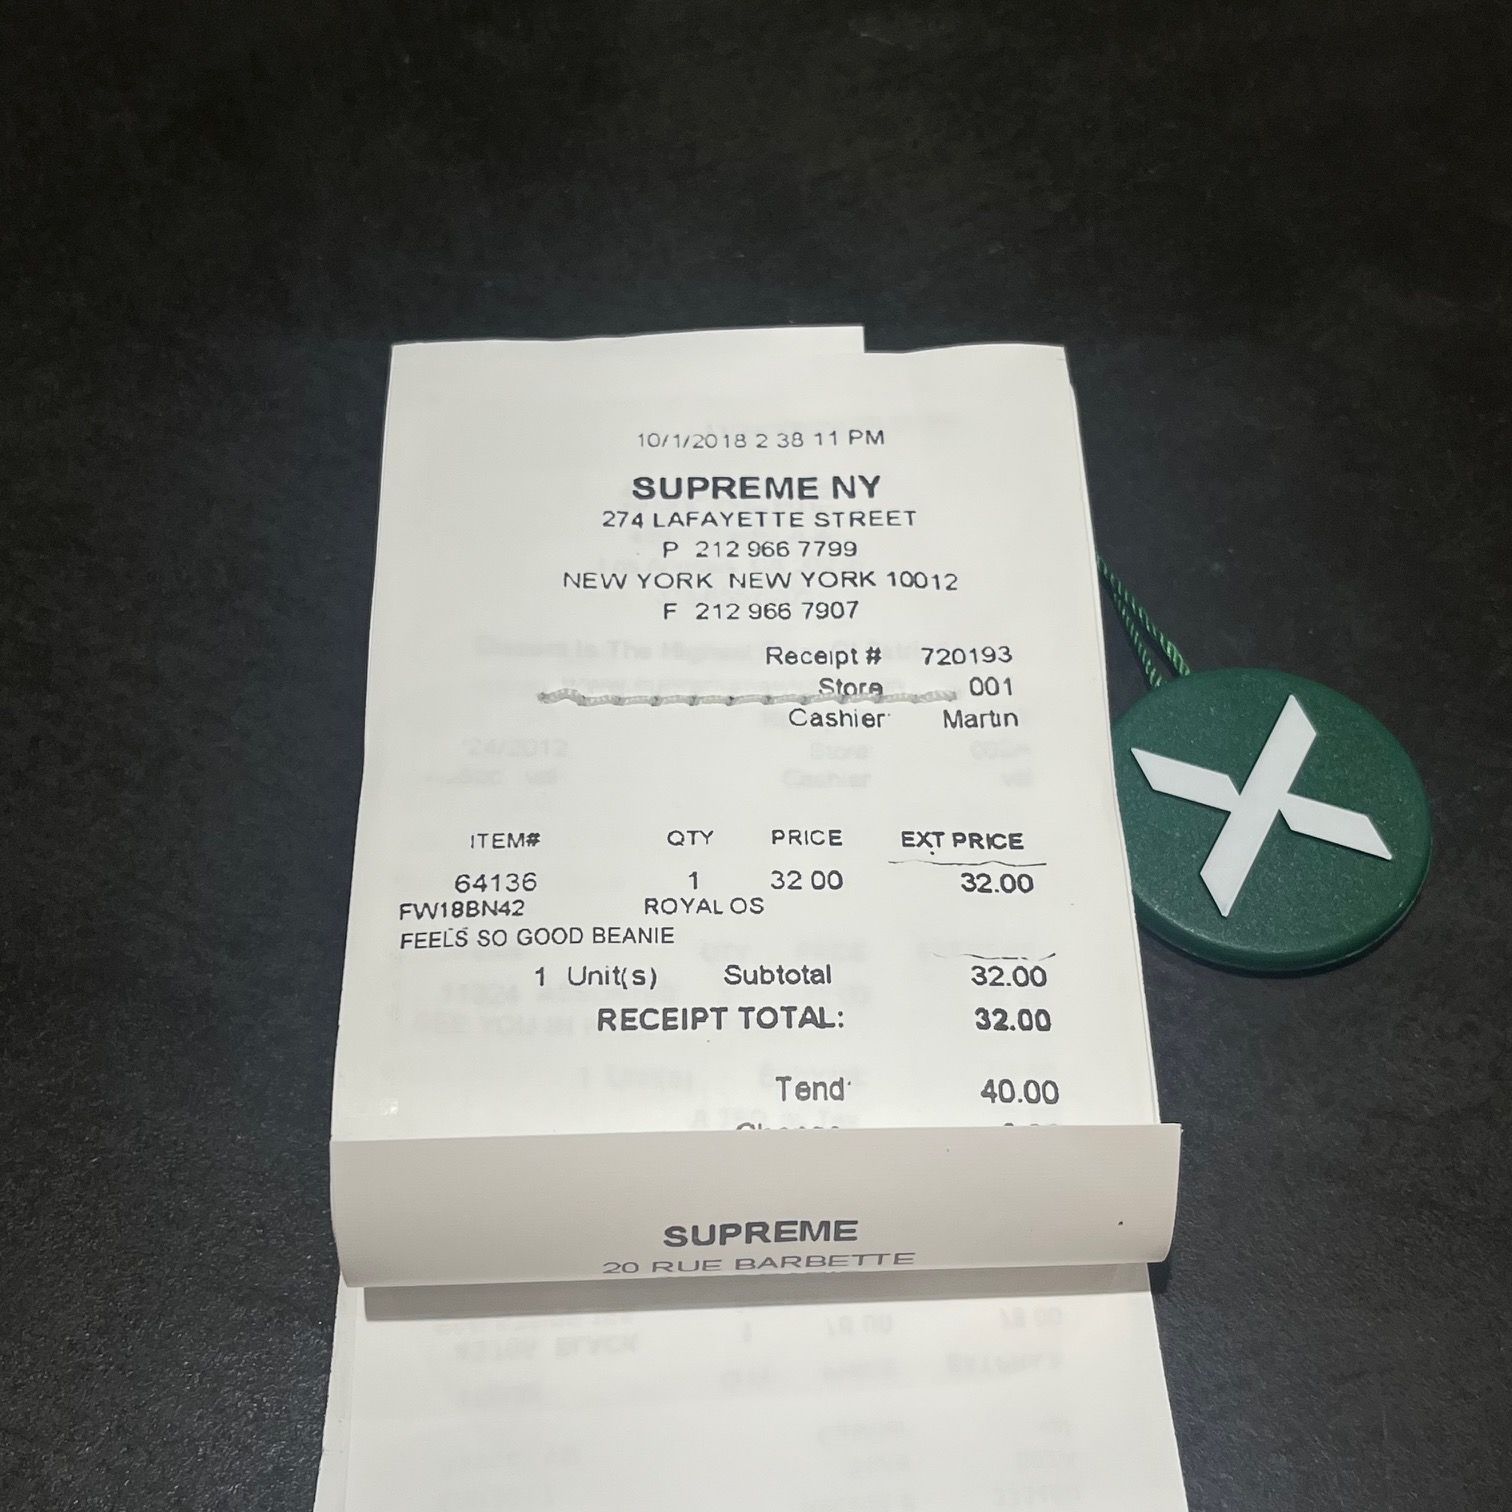 10/1/2018 2 38 11 PM
SUPREME NY
274 LAFAYETTE STREET
P 212 966 7799
NEW YORK NEW YORK 10012
F 212 966 7907
Receipt # 720193
Store 001
Cashier Martin
ITEM# QTY PRICE EXT PRICE
64136 1 32 00 32.00
FW18BN42 ROYAL OS
FEELS SO GOOD BEANIE
1 Unit(s) Subtotal 32.00
RECEIPT TOTAL: 32.00
Tend 40.00
SUPREME
20 RUE BARBETTE